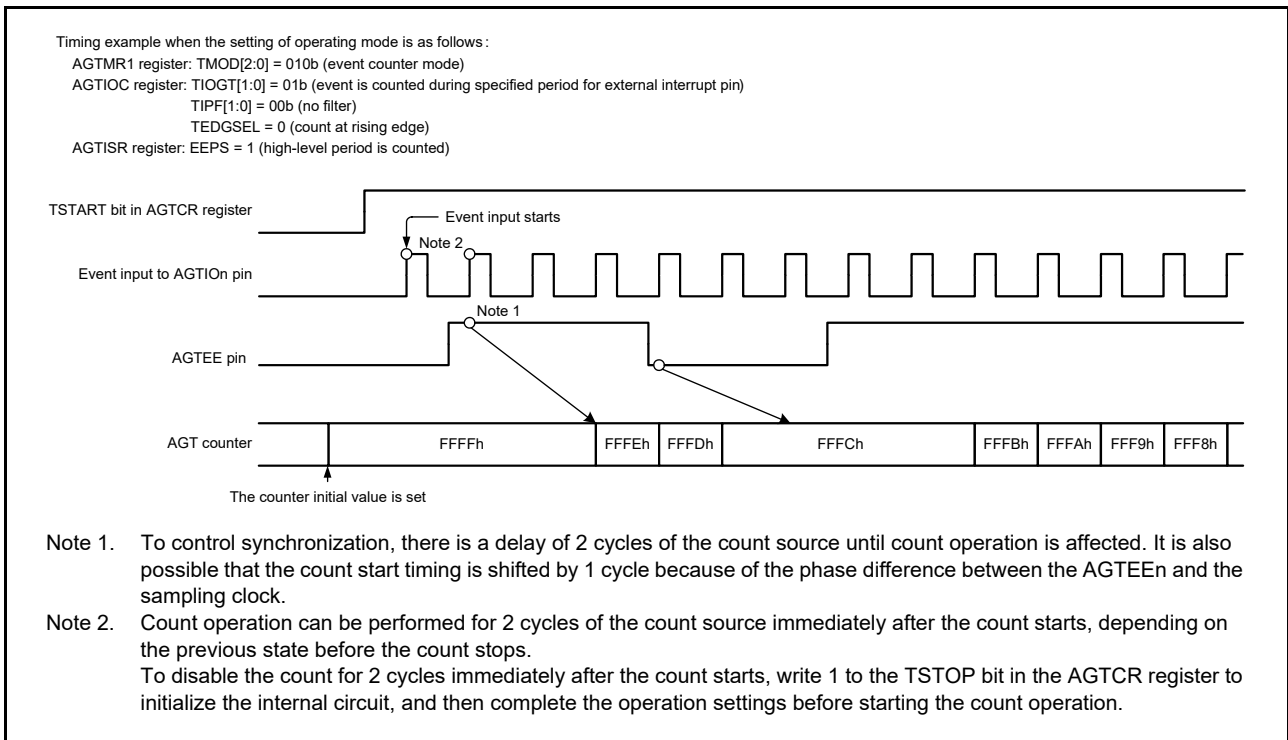 Timing example when the setting of operating mode is as follows :
AGTMR1 register: TMOD[2:0] = 010b (event counter mode)
AGTIOC register: TIOGT[1:0] = 01b (event is counted during specified period for external interrupt pin)
TIPF[1:0] = 00b (no filter)
TEDGSEL = 0 (count at rising edge)
AGTISR register: EEPS = 1 (high-level period is counted)
TSTART bit in AGTCR register
Event input starts
Note 2
Event input to AGTIOn pin
Note 1
AGTEE pin
AGT counter
FFFFh
FFFEh
FFFDh
FFFCh
FFFBh
FFFAh
FFF9h
FFF8h
The counter initial value is set
Note 1. To control synchronization, there is a delay of 2 cycles of the count source until count operation is affected. It is also
possible that the count start timing is shifted by 1 cycle because of the phase difference between the AGTEEn and the
sampling clock.
Note 2. Count operation can be performed for 2 cycles of the count source immediately after the count starts, depending on
the previous state before the count stops.
To disable the count for 2 cycles immediately after the count starts, write 1 to the TSTOP bit in the AGTCR register to
initialize the internal circuit, and then complete the operation settings before starting the count operation.